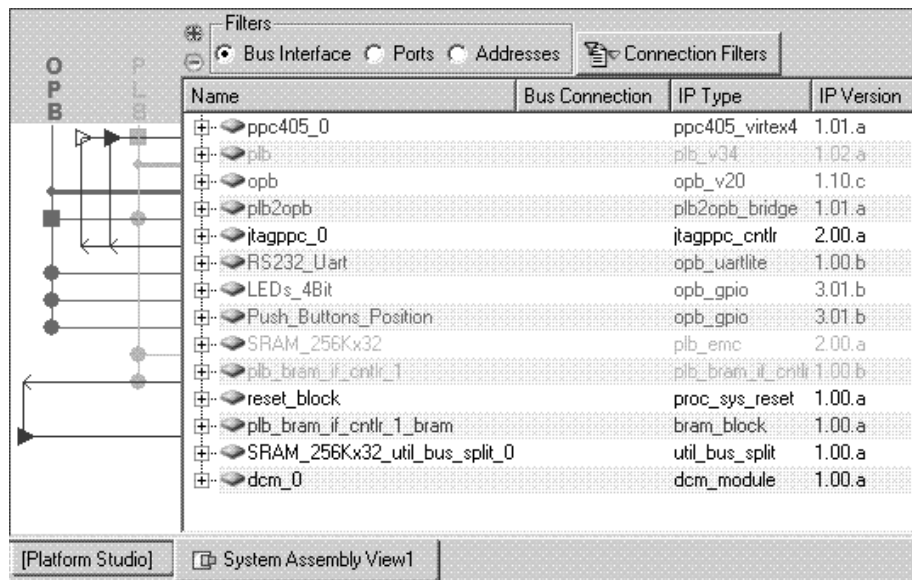 Filters
Bus Interface Ports Addresses Connection Filters
OPB PLB
Name Bus Connection IP Type IP Version
ppc405_0 ppc405_virtex4 1.01.a
plb plb_v34 1.02.a
opb opb_v20 1.10.c
plb2opb plb2opb_bridge 1.01.a
jtagppc_0 jtagppc_cntlr 2.00.a
RS232_Uart opb_uartlite 1.00.b
LEDs_4Bit opb_gpio 3.01.b
Push_Buttons_Position opb_gpio 3.01.b
SRAM_256Kx32 plb_emc 2.00.a
plb_bram_if_cntlr_1 plb_bram_if_cntlr 1.00.b
reset_block proc_sys_reset 1.00.a
plb_bram_if_cntlr_1_bram bram_block 1.00.a
SRAM_256Kx32_util_bus_split_0 util_bus_split 1.00.a
dcm_0 dcm_module 1.00.a
[Platform Studio] System Assembly View1